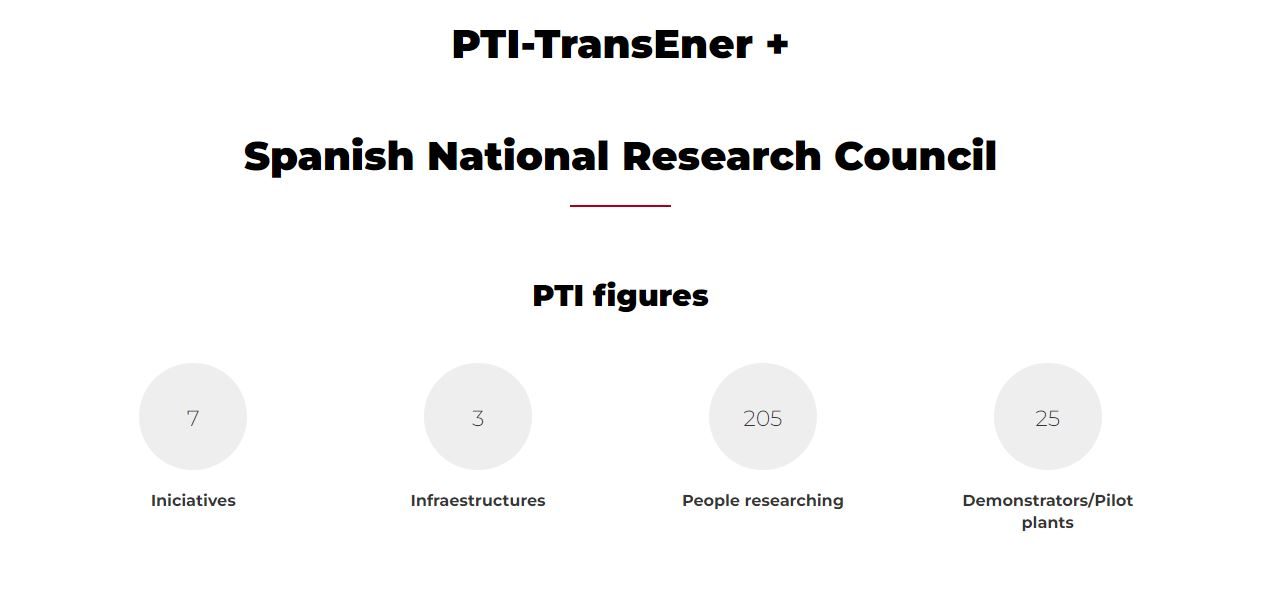 PTI-TransEner +
Spanish National Research Council
PTI figures
7
3
205
25
Iniciatives
Infraestructures
People researching
Demonstrators/Pilot
plants